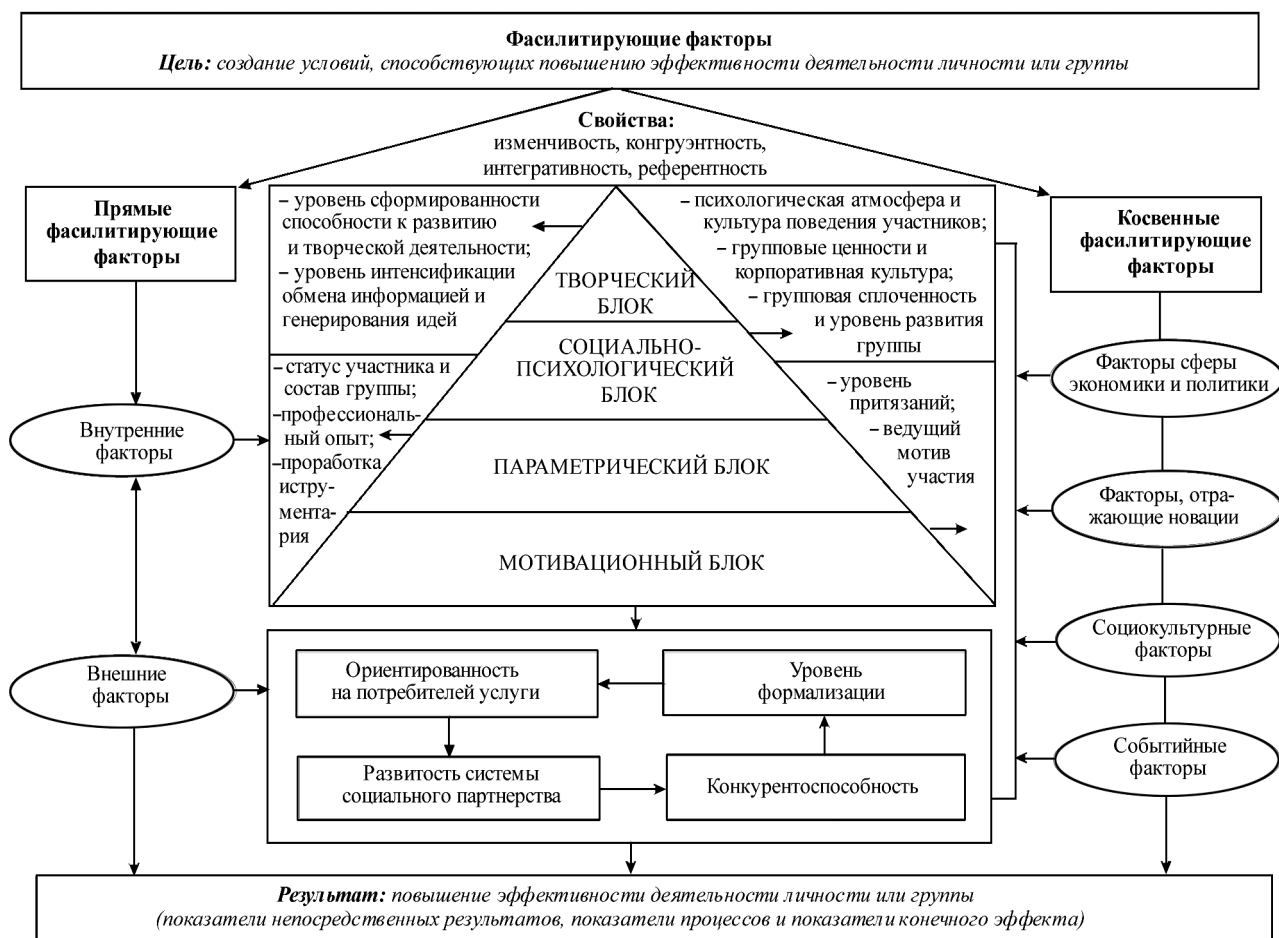 Фасилитирующие факторы
Цель: создание условий, способствующих повышению эффективности деятельности личности или группы
Свойства:
изменчивость, конгруэнтность,
интегративность, референтность
Прямые
фасилитирующие
факторы
Внутренние
факторы
Внешние
факторы
– уровень сформированности
способности к развитию
и творческой деятельности;
– уровень интенсификации
обмена информацией и
генерирования идей
– статус участника и
состав группы;
–профессиональ-
ный опыт;
–проработка
иструмента-
мента-
рия
ТВОРЧЕСКИЙ
БЛОК
СОЦИАЛЬНО-
ПСИХОЛОГИЧЕСКИЙ
БЛОК
ПАРАМЕТРИЧЕСКИЙ БЛОК
МОТИВАЦИОННЫЙ БЛОК
– психологическая атмосфера и
культура поведения участников;
– групповые ценности и
корпоративная культура;
– групповая сплоченность
и уровень развития
группы
– уровень
притязаний;
– ведущий
мотив
участия
Ориентированность
на потребителей услуги
Уровень
формализации
Развитость системы
социального партнерства
Конкурентоспособность
Косвенные
фасилитирующие
факторы
Факторы сферы
экономики и политики
Факторы, отра-
жающие новации
Социокультурные
факторы
Событийные
факторы
Результат: повышение эффективности деятельности личности или группы
(показатели непосредственных результатов, показатели процессов и показатели конечного эффекта)